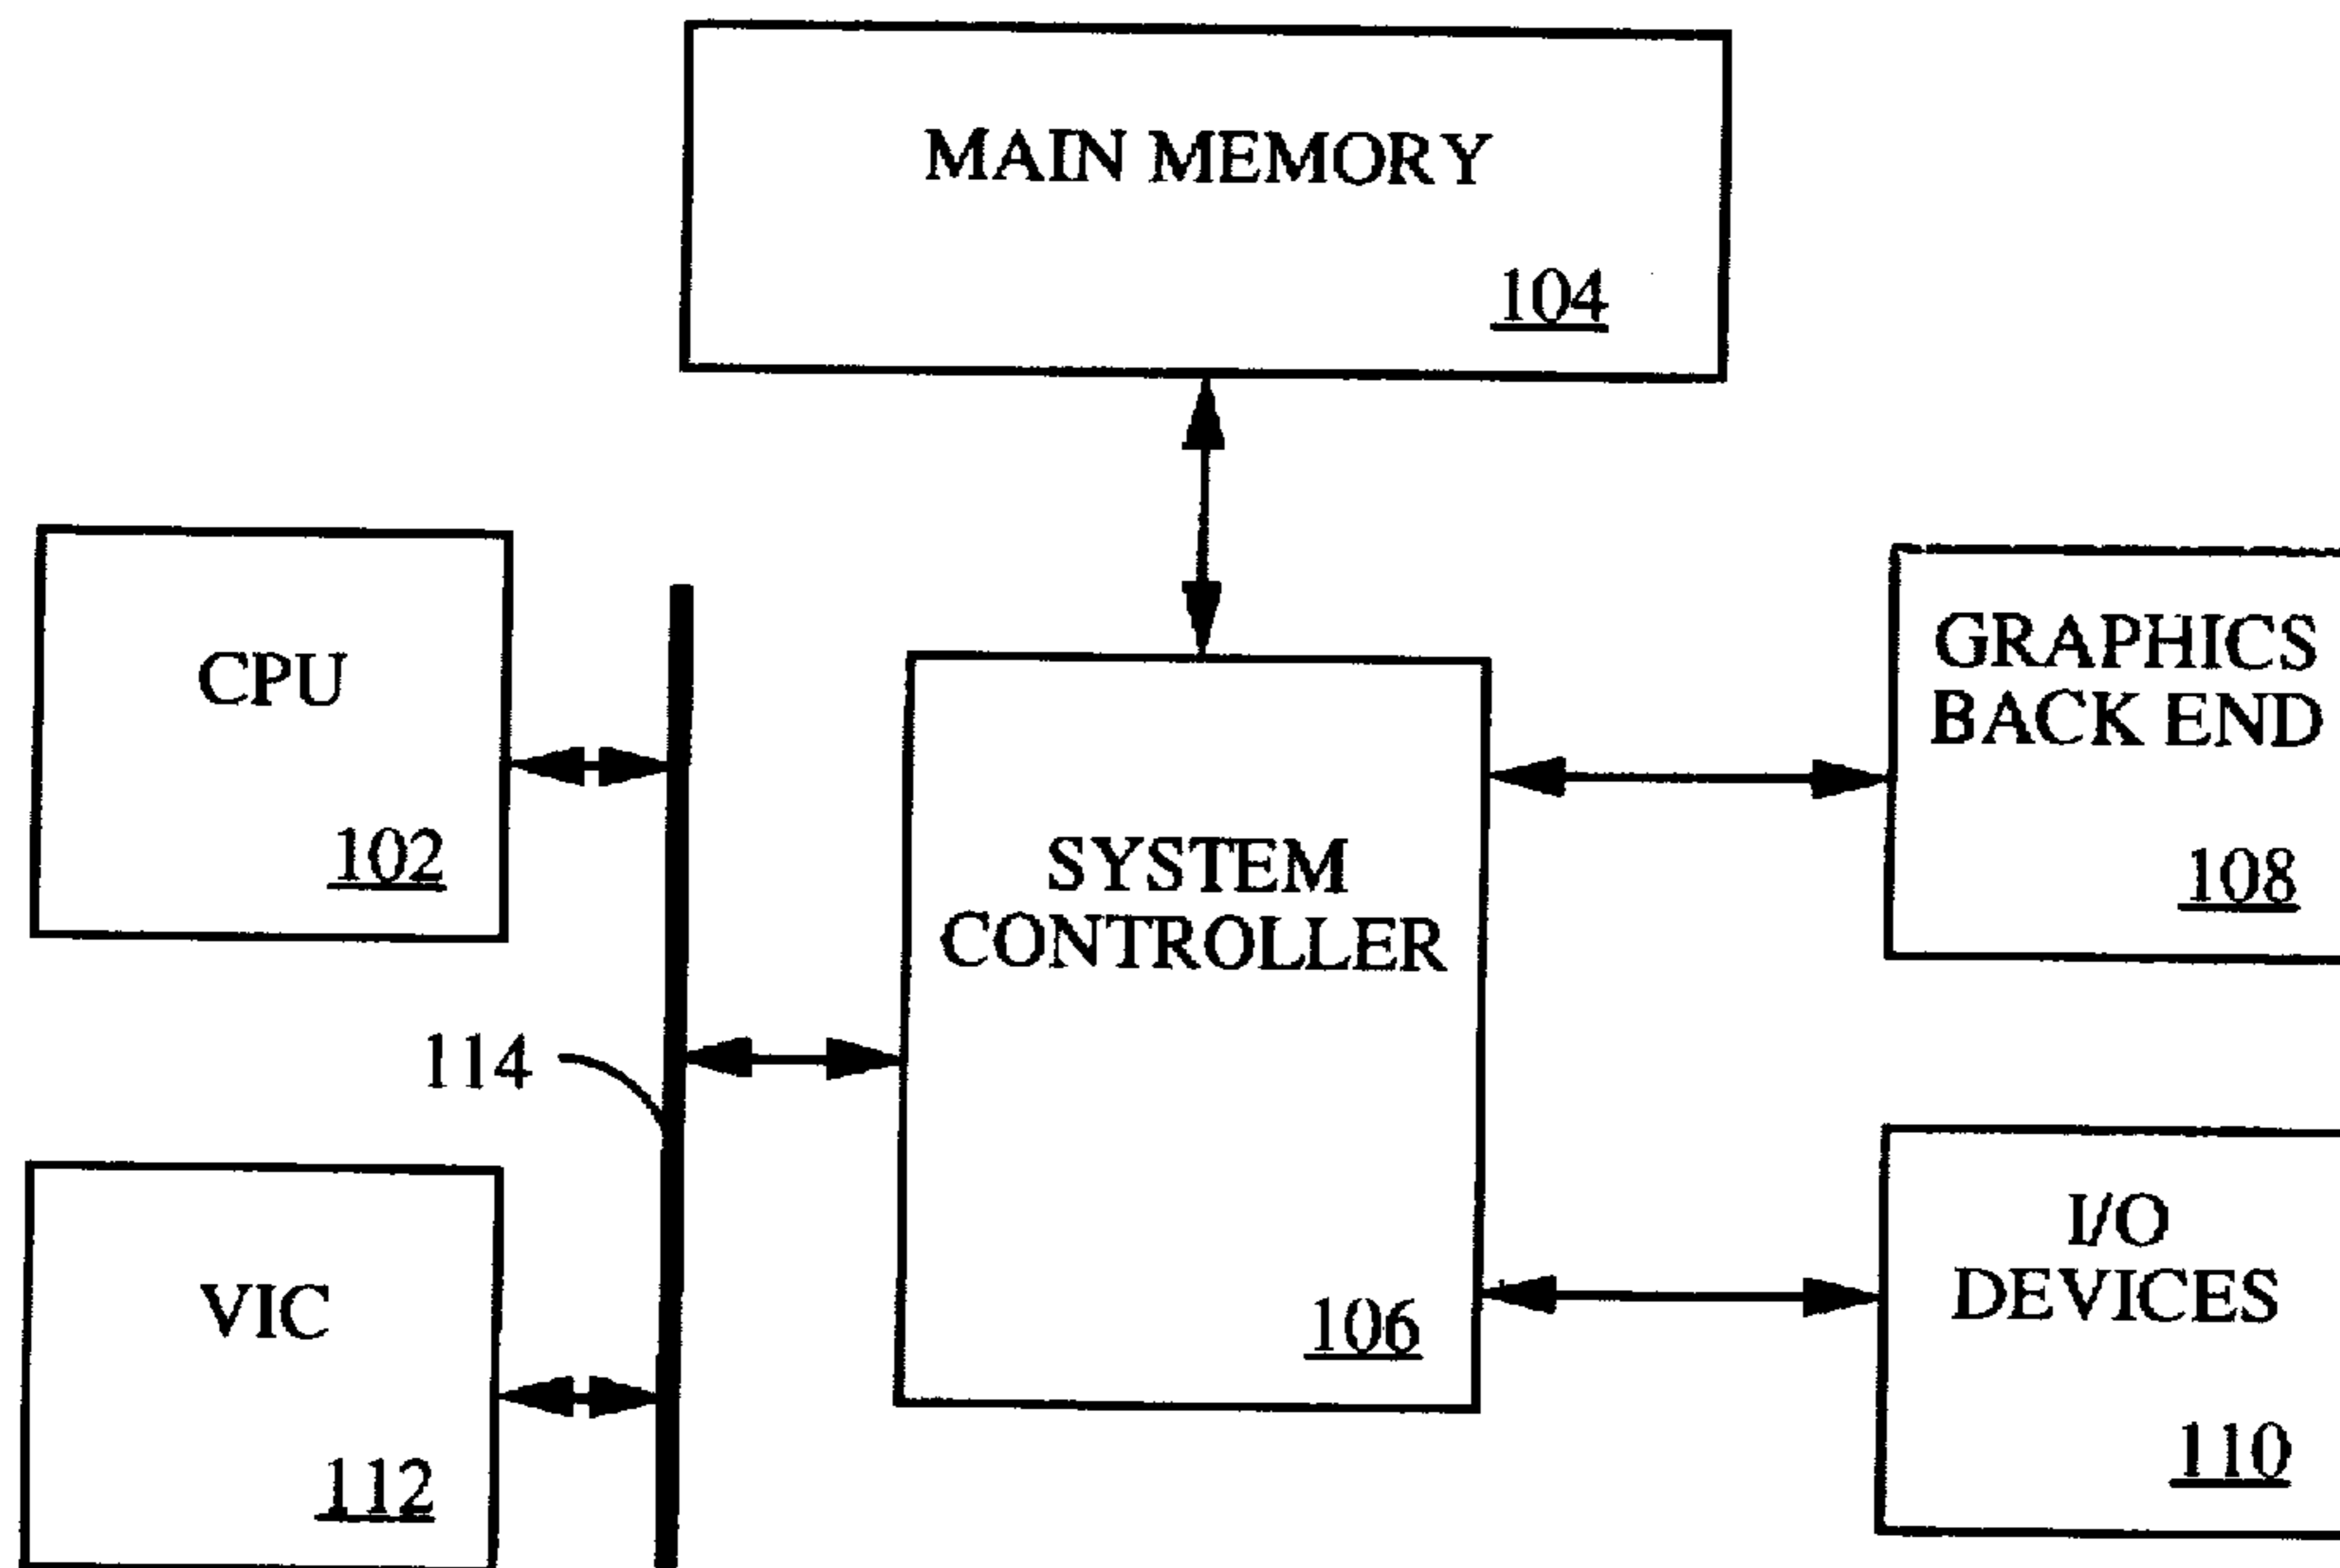 MAIN MEMORY
104
CPU
102
GRAPHICS
BACK END
108
SYSTEM
CONTROLLER
106
114
VIC
112
I/O
DEVICES
110